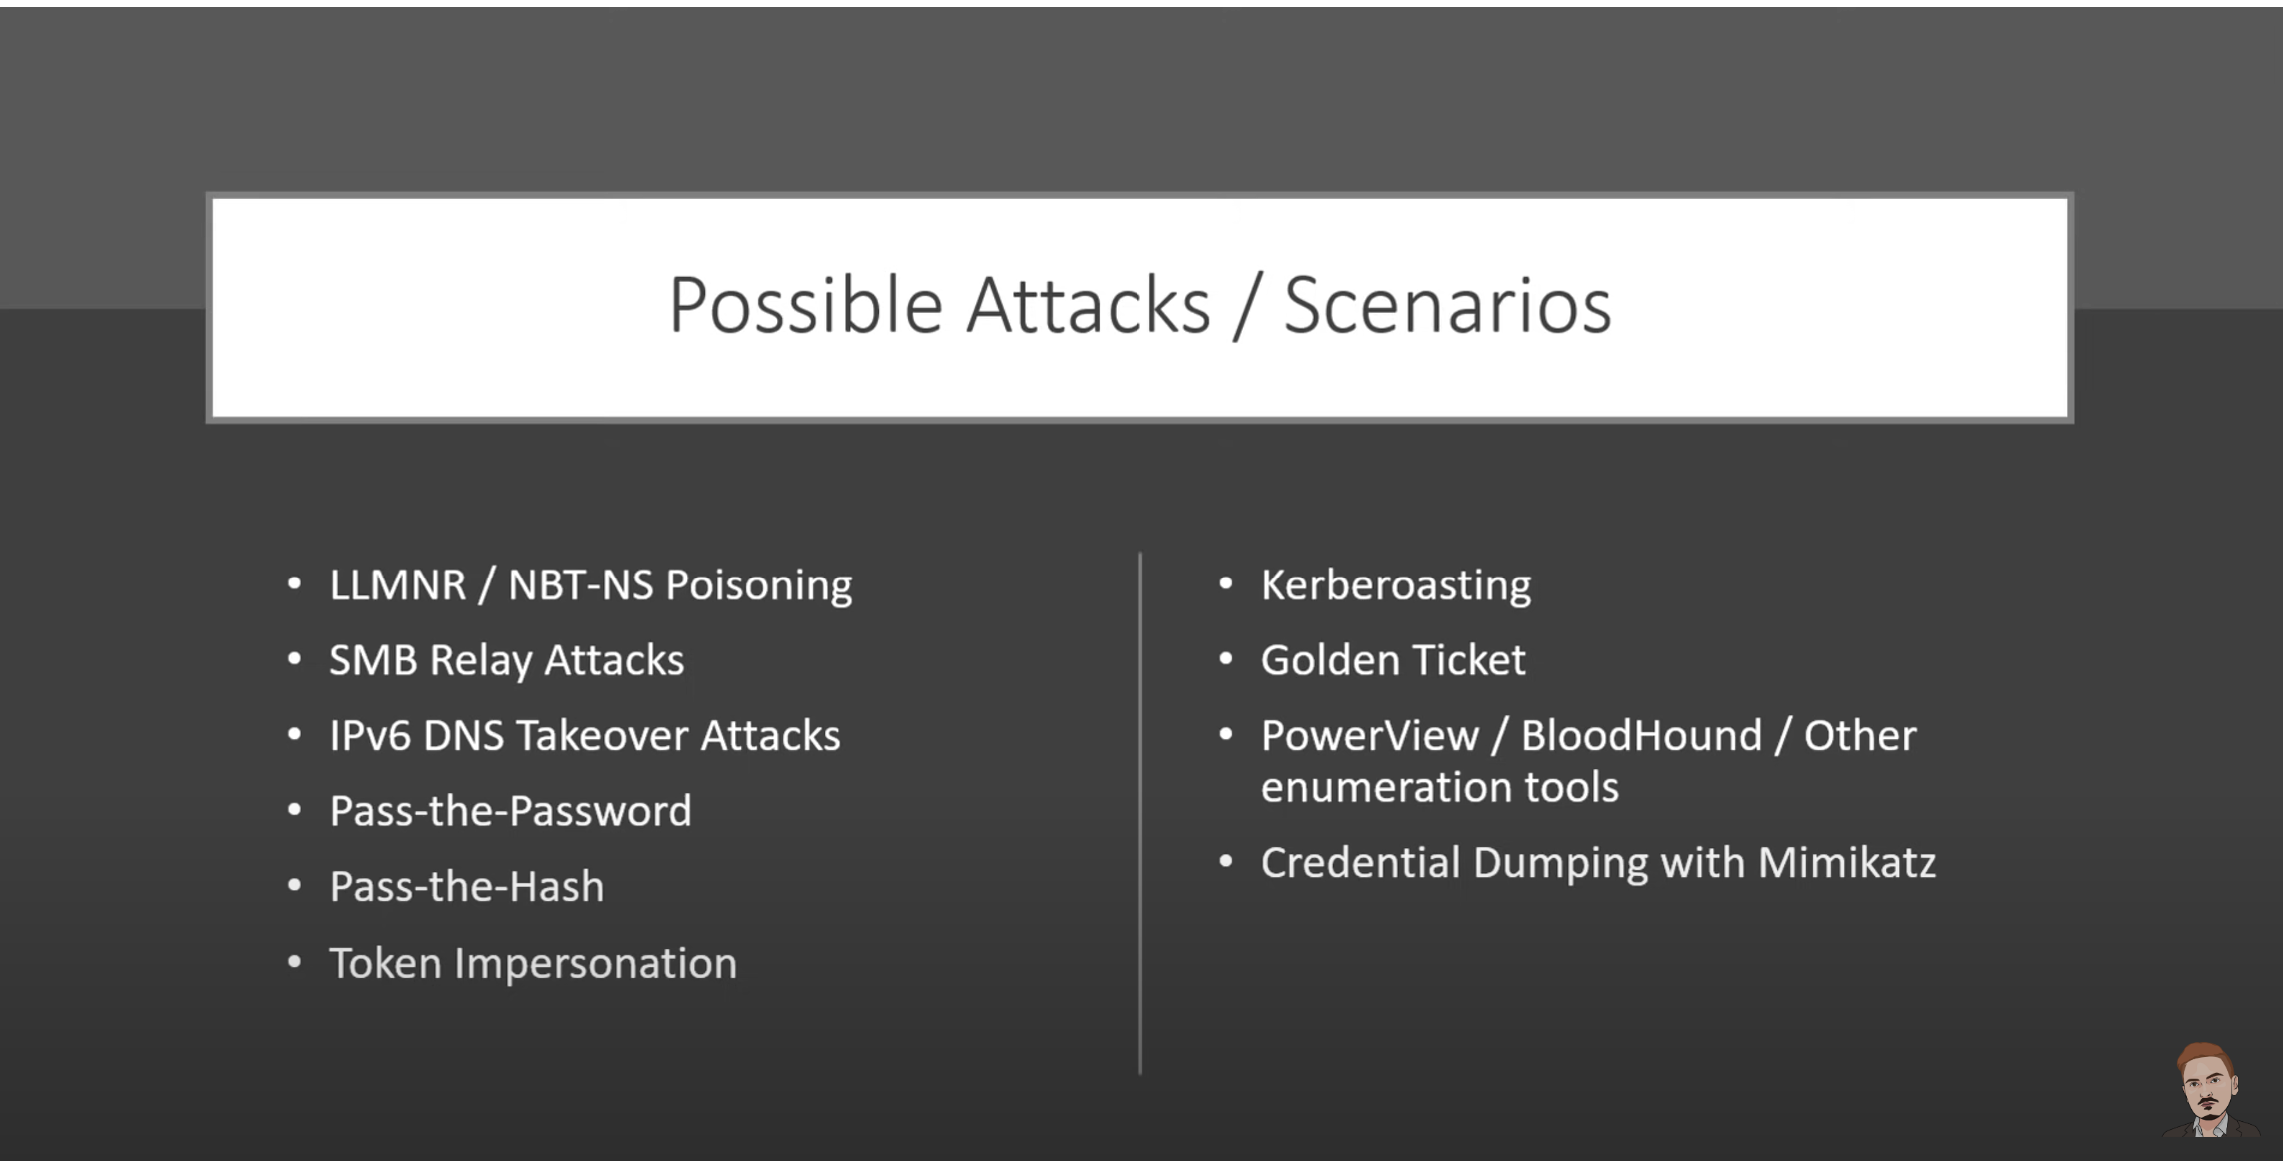 Possible Attacks / Scenarios
• LLMNR / NBT-NS Poisoning
• SMB Relay Attacks
• IPv6 DNS Takeover Attacks
• Pass-the-Password
• Pass-the-Hash
• Token Impersonation
• Kerberoasting
• Golden Ticket
• PowerView / BloodHound / Other
enumeration tools
• Credential Dumping with Mimikatz